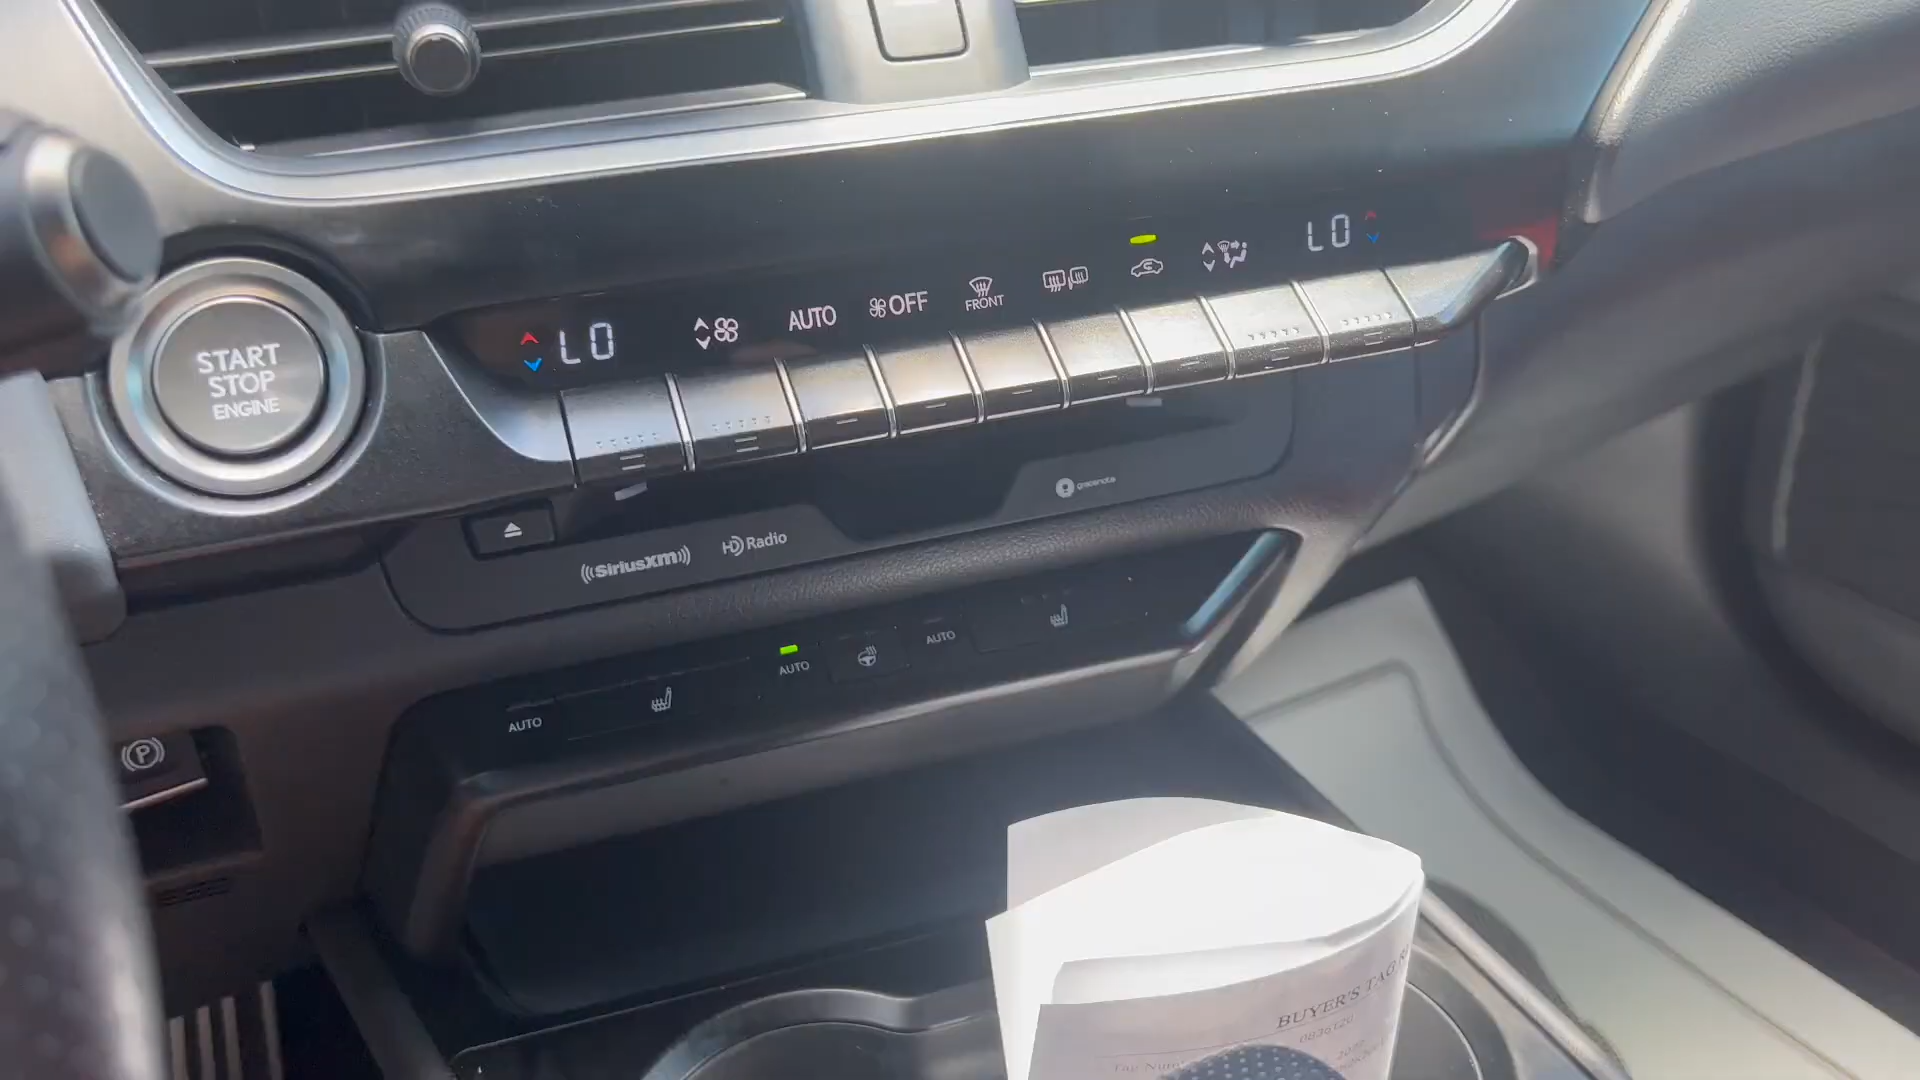 LO
AUTO
OFF
FRONT
LO
START
STOP
ENGINE
((SiriusXM))
HD Radio
gracenote
AUTO
AUTO
AUTO
P
BUYER'S TAG